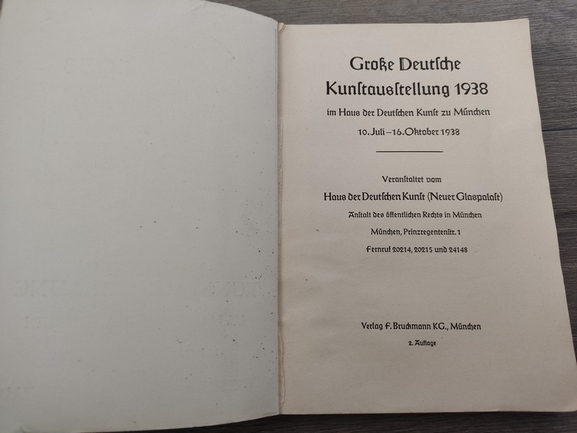 Große Deutsche
Kunstausstellung 1938
im Haus der Deutschen Kunst zu München
10. Juli–16. Oktober 1938
Veranstaltet vom
Haus der Deutschen Kunst (Neuer Glaspalast)
Anstalt des öffentlichen Rechts in München
München, Prinzregentenstr. 1
Fernruf 20214, 20215 und 24148
Verlag F. Bruckmann KG., München
2. Auflage